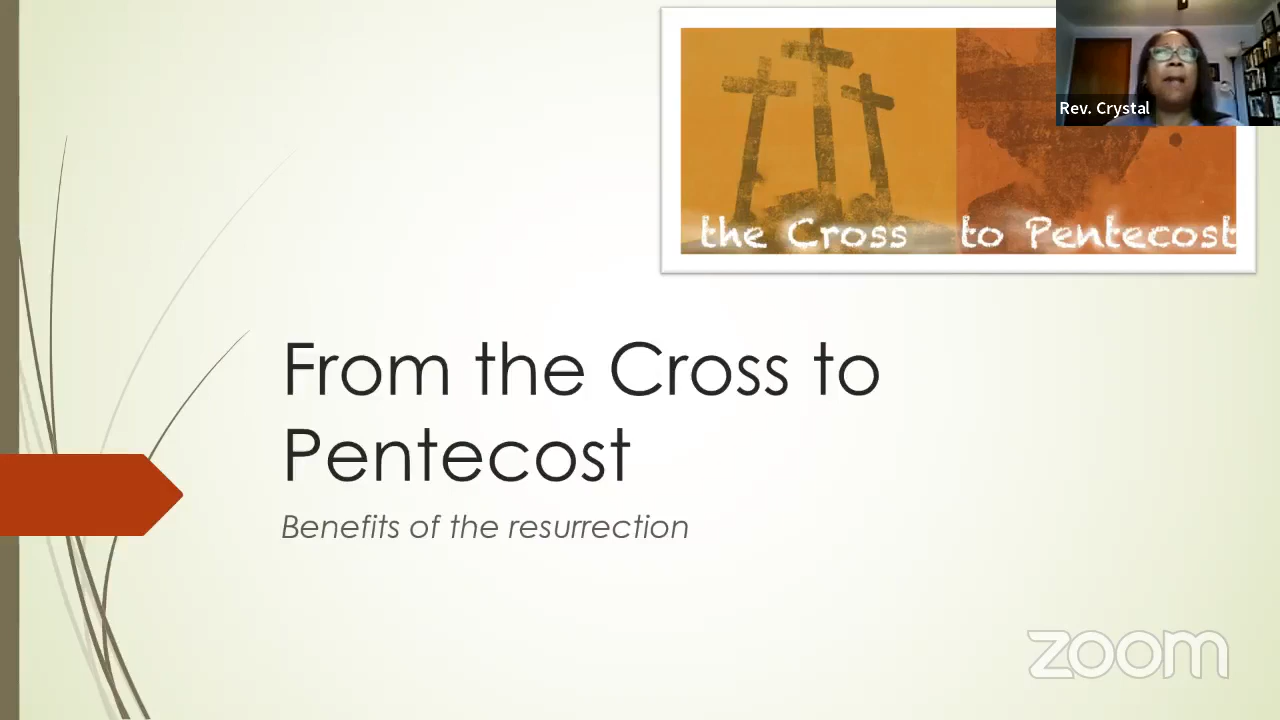 Rev. Crystal
the Cross to Pentecost
From the Cross to
Pentecost
Benefits of the resurrection
zoom